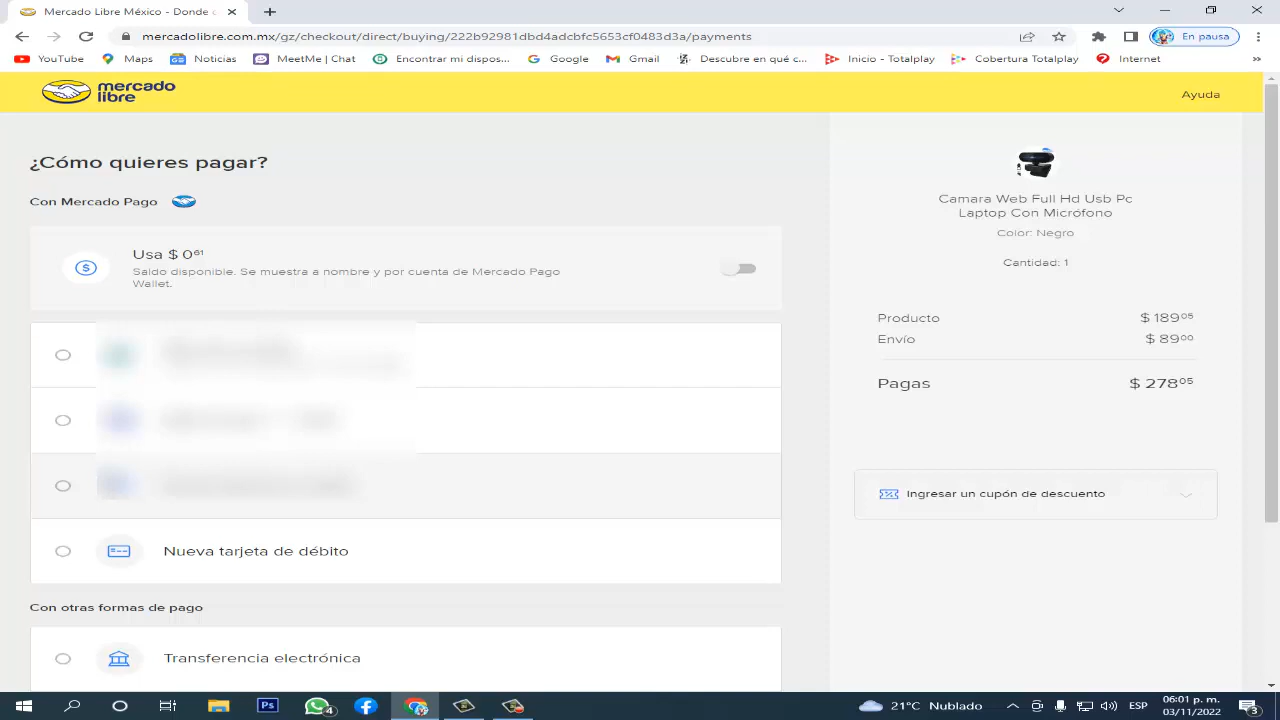 Mercado Libre México - Donde c
mercadolibre.com.mx/gz/checkout/direct/buying/222b92981dbd4adcbfc5653cf0483d3a/payments
En pausa
YouTube
Maps
Noticias
MeetMe | Chat
Encontrar mi dispos...
Google
Gmail
Descubre en qué c...
Inicio - Totalplay
Cobertura Totalplay
Internet
»
mercado
libre
Ayuda
¿Cómo quieres pagar?
Con Mercado Pago
Usa $ 0⁶¹
Saldo disponible. Se muestra a nombre y por cuenta de Mercado Pago
Wallet.
Nueva tarjeta de débito
Con otras formas de pago
Transferencia electrónica
Camara Web Full Hd Usb Pc
Laptop Con Micrófono
Color: Negro
Cantidad: 1
Producto $ 189⁰⁵
Envío $ 89⁰⁰
Pagas $ 278⁰⁵
Ingresar un cupón de descuento
Ps
4
21°C Nublado
ESP
06:01 p. m.
03/11/2022
3